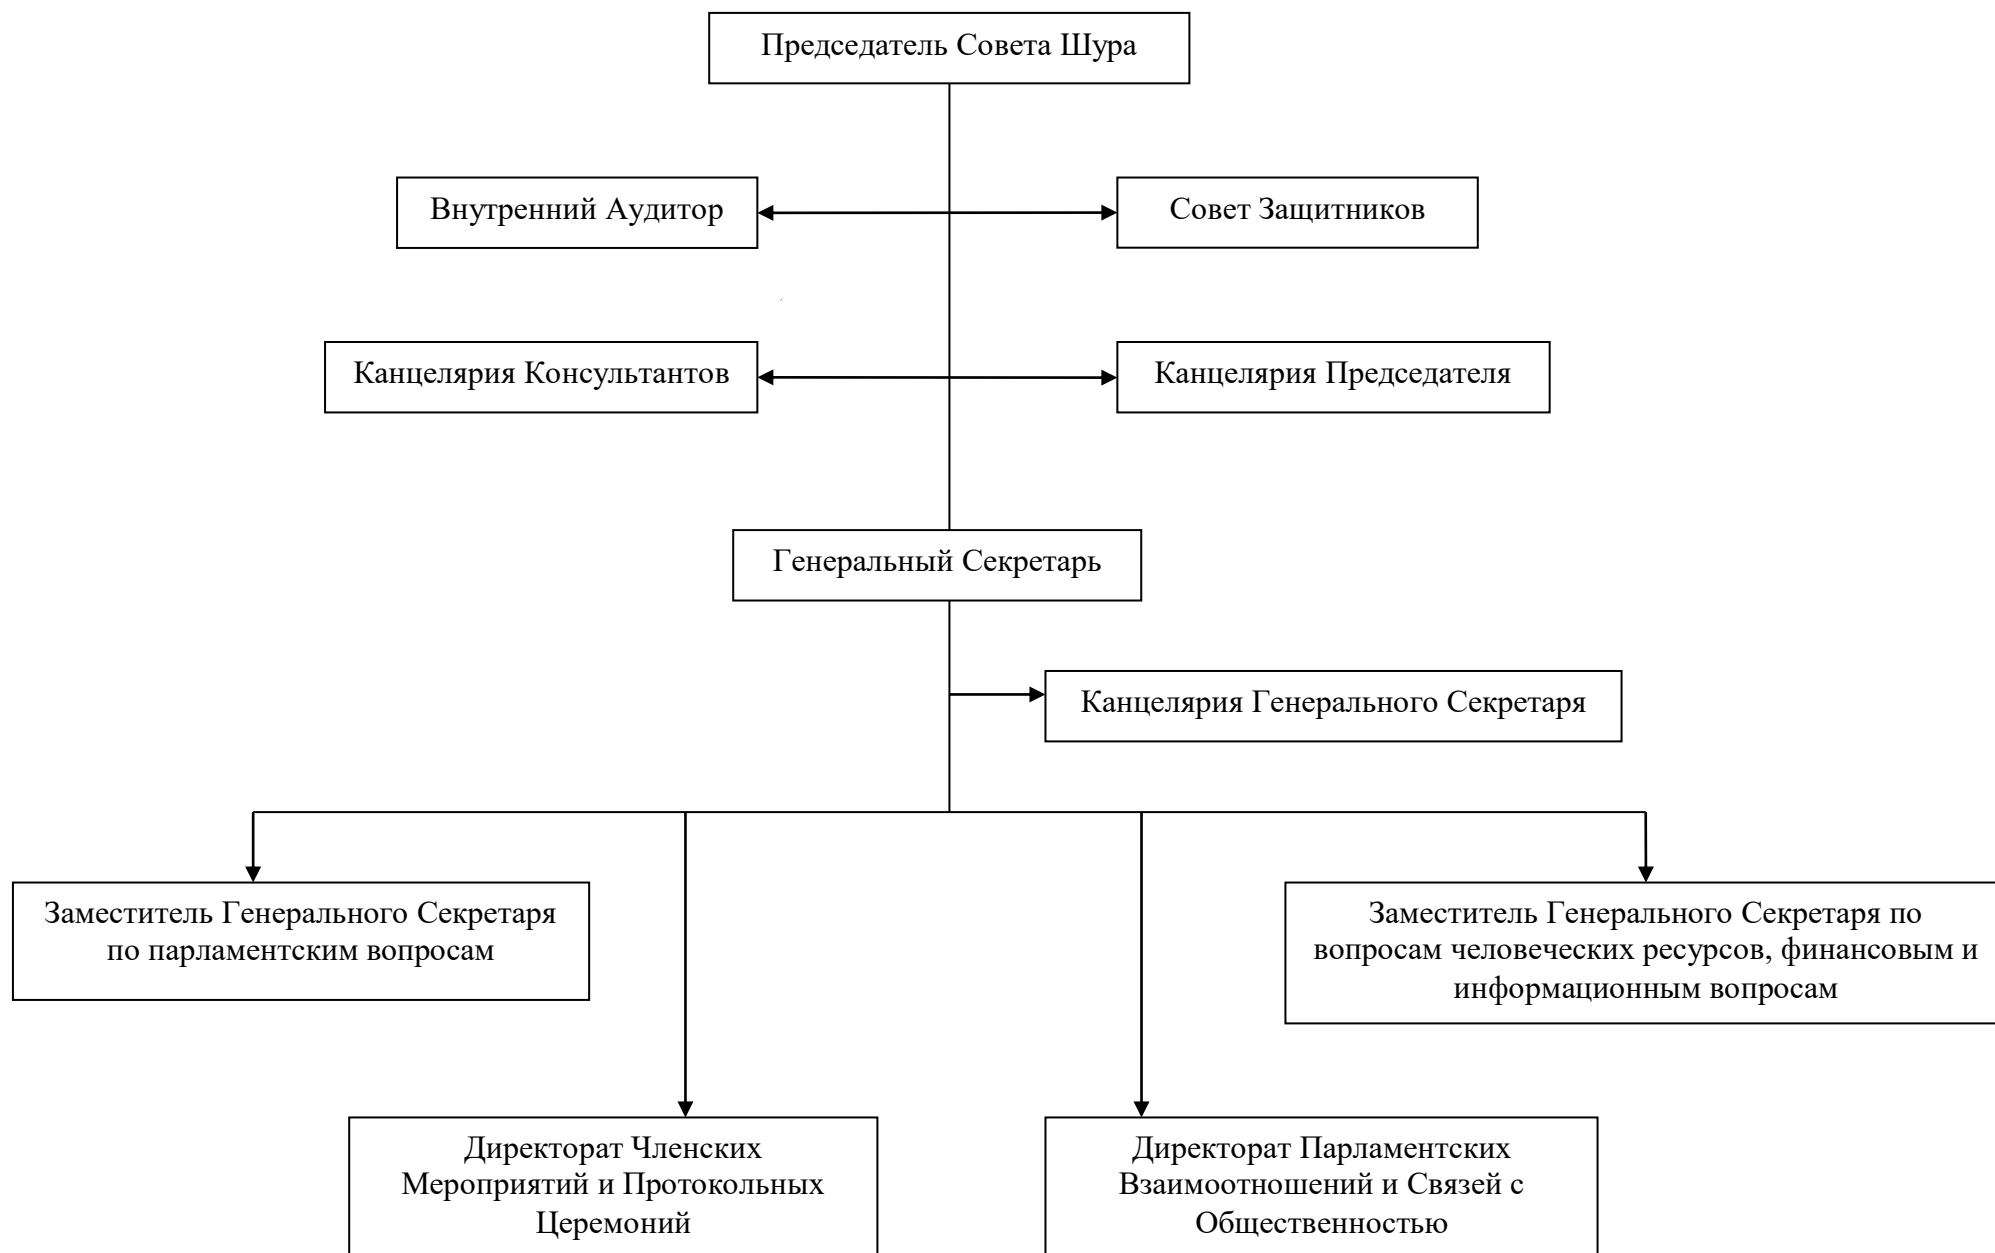 Председатель Совета Шура
Внутренний Аудитор
Совет Защитников
Канцелярия Консультантов
Канцелярия Председателя
Генеральный Секретарь
Канцелярия Генерального Секретаря
Заместитель Генерального Секретаря
по парламентским вопросам
Заместитель Генерального Секретаря по
вопросам человеческих ресурсов, финансовым и
информационным вопросам
Директорат Членских
Мероприятий и Протокольных
Церемоний
Директорат Парламентских
Взаимоотношений и Связей с
Общественностью